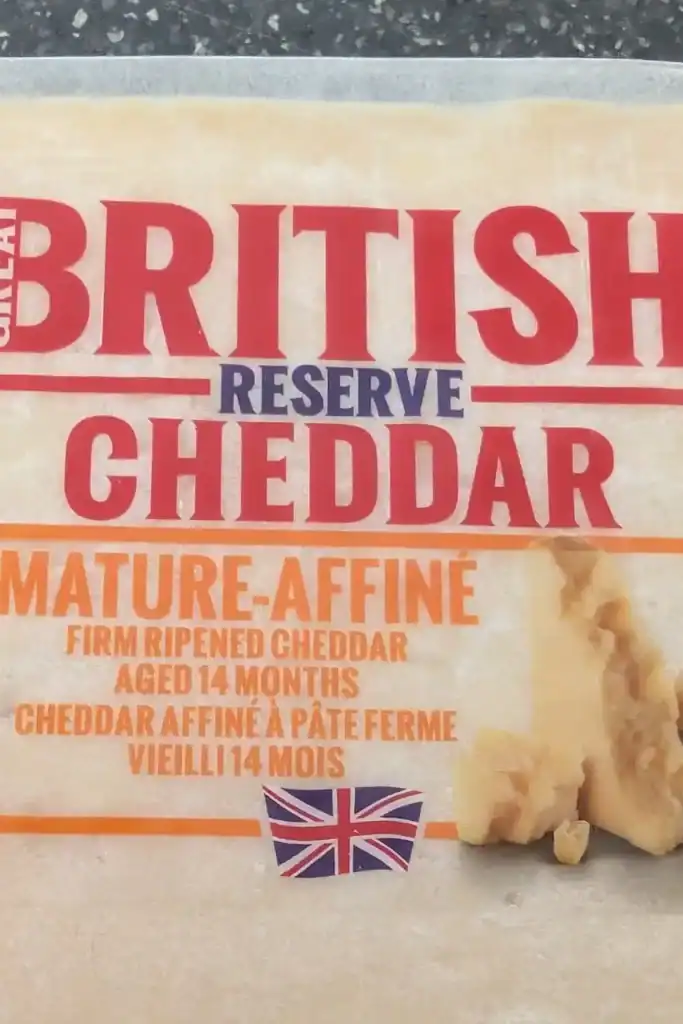 GREAT
BRITISH
RESERVE
CHEDDAR
MATURE-AFFINÉ
FIRM RIPENED CHEDDAR
AGED 14 MONTHS
CHEDDAR AFFINÉ À PÂTE FERME
VIEILLI 14 MOIS